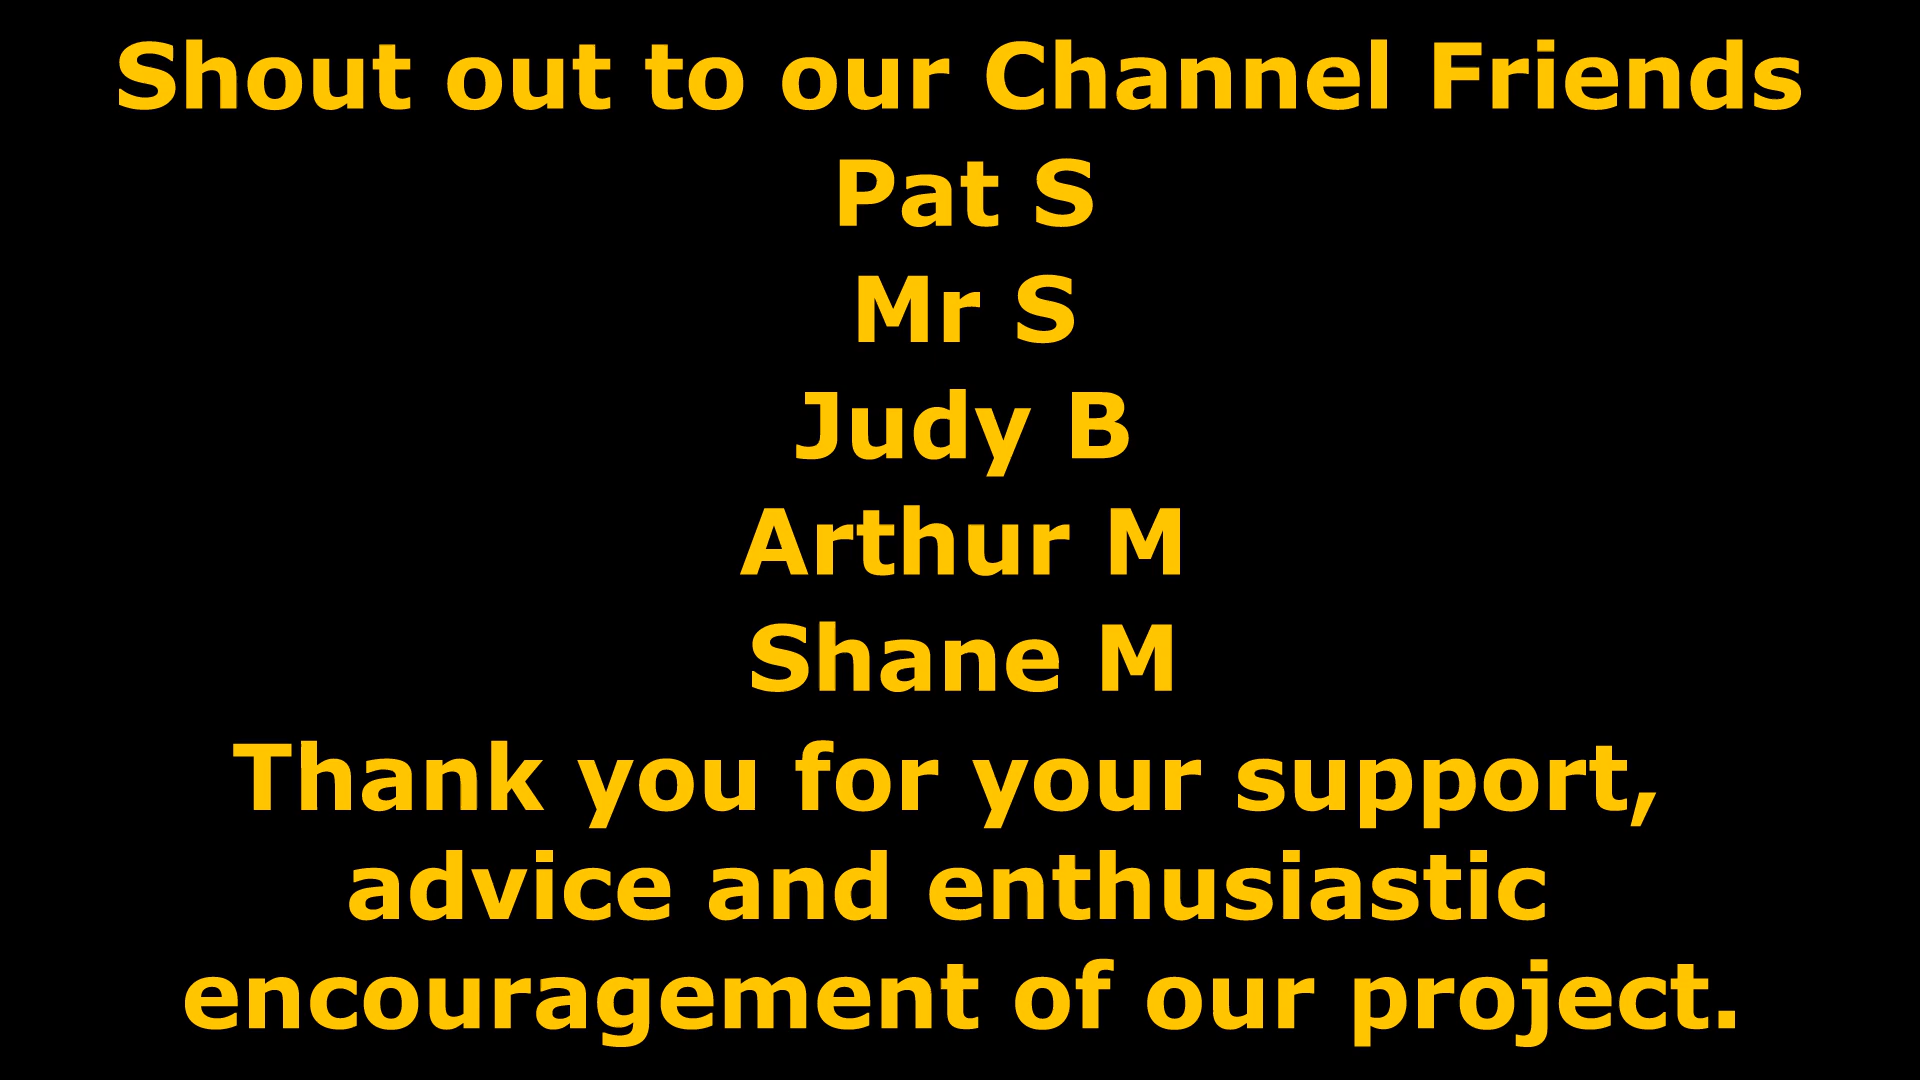 Shout out to our Channel Friends
Pat S
Mr S
Judy B
Arthur M
Shane M
Thank you for your support,
advice and enthusiastic
encouragement of our project.